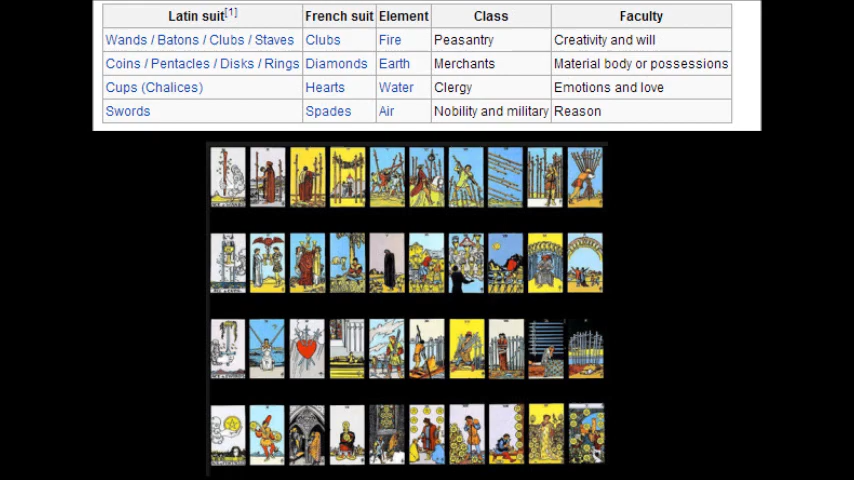 Latin suit[1] French suit Element Class Faculty
Wands / Batons / Clubs / Staves Clubs Fire Peasantry Creativity and will
Coins / Pentacles / Disks / Rings Diamonds Earth Merchants Material body or possessions
Cups (Chalices) Hearts Water Clergy Emotions and love
Swords Spades Air Nobility and military Reason